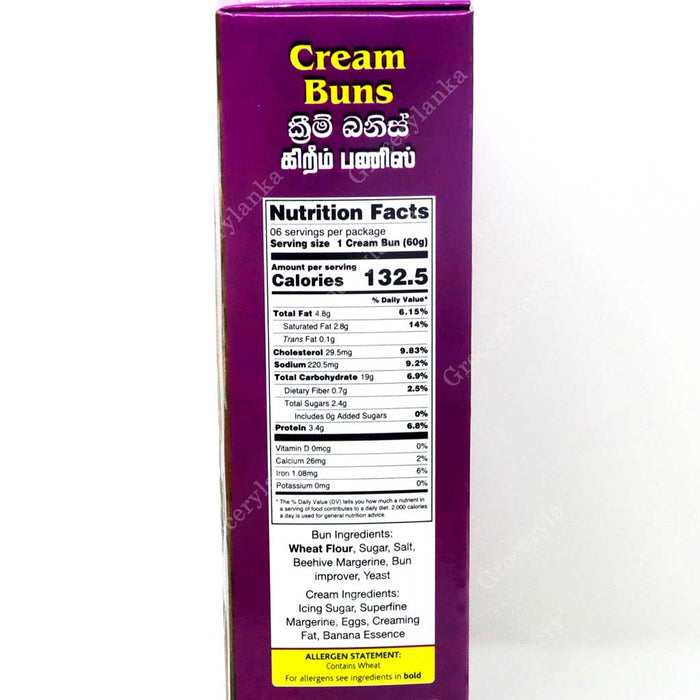 Cream
Buns
ක්‍රීම් බනිස්
கிறீம் பணிஸ்
Nutrition Facts
06 servings per package
Serving size 1 Cream Bun (60g)
Amount per serving
Calories 132.5
% Daily Value*
Total Fat 4.8g 6.15%
Saturated Fat 2.8g 14%
Trans Fat 0.1g
Cholesterol 29.5mg 9.83%
Sodium 220.5mg 9.2%
Total Carbohydrate 19g 6.9%
Dietary Fiber 0.7g 2.5%
Total Sugars 2.4g
Includes 0g Added Sugars 0%
Protein 3.4g 6.8%
Vitamin D 0mcg 0%
Calcium 26mg 2%
Iron 1.08mg 6%
Potassium 0mg 0%
* The % Daily Value (DV) tells you how much a nutrient in
a serving of food contributes to a daily diet. 2,000 calories
a day is used for general nutrition advice.
Bun Ingredients:
Wheat Flour, Sugar, Salt,
Beehive Margerine, Bun
improver, Yeast
Cream Ingredients:
Icing Sugar, Superfine
Margerine, Eggs, Creaming
Fat, Banana Essence
ALLERGEN STATEMENT:
Contains Wheat
For allergens see ingredients in bold
Grocerylanka